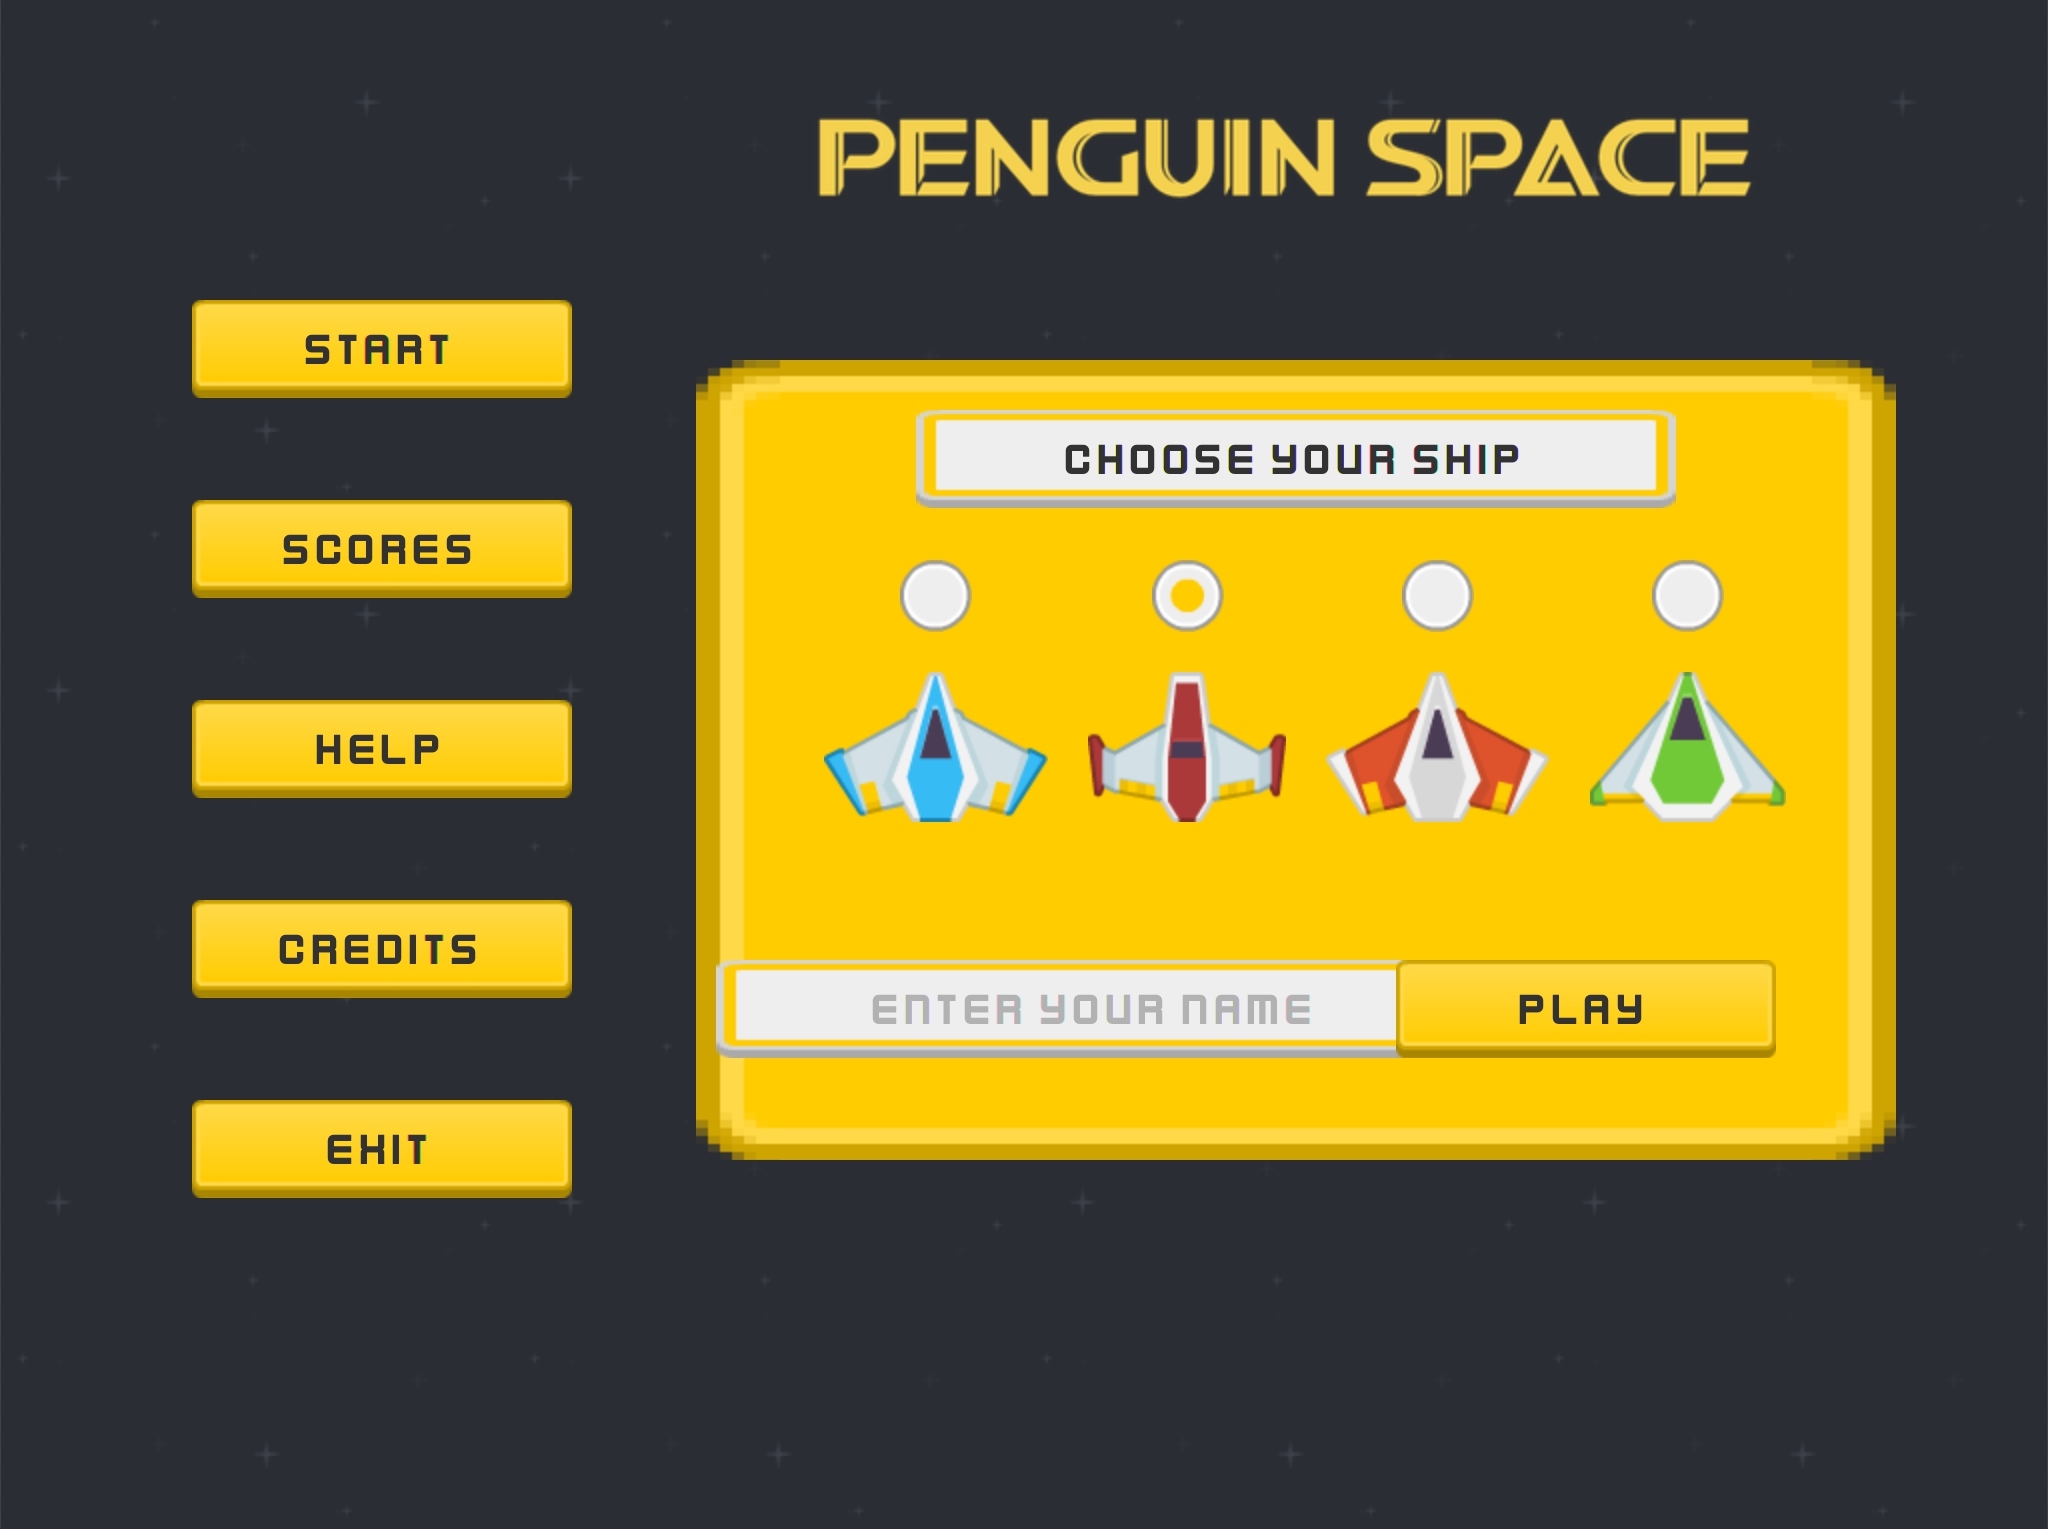 PENGUIN SPACE
START
SCORES
HELP
CREDITS
EXIT
CHOOSE YOUR SHIP
ENTER YOUR NAME
PLAY